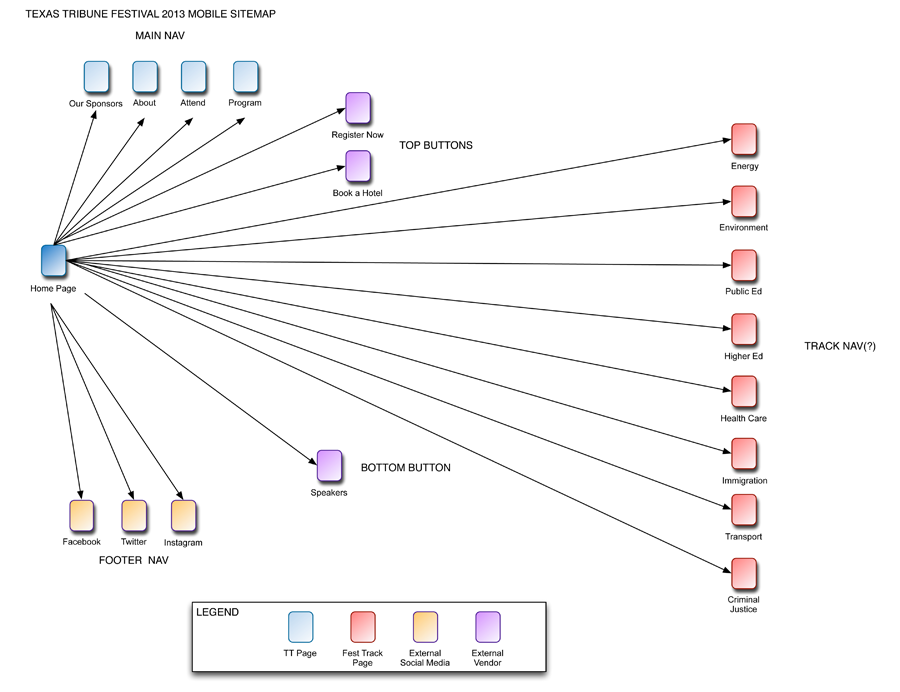 TEXAS TRIBUNE FESTIVAL 2013 MOBILE SITEMAP
MAIN NAV
Our Sponsors
About
Attend
Program
Register Now
TOP BUTTONS
Book a Hotel
Energy
Environment
Home Page
Public Ed
Higher Ed
TRACK NAV(?)
Health Care
Immigration
BOTTOM BUTTON
Speakers
Transport
Facebook
Twitter
Instagram
FOOTER NAV
Criminal
Justice
LEGEND
TT Page
Fest Track
Page
External
Social Media
External
Vendor